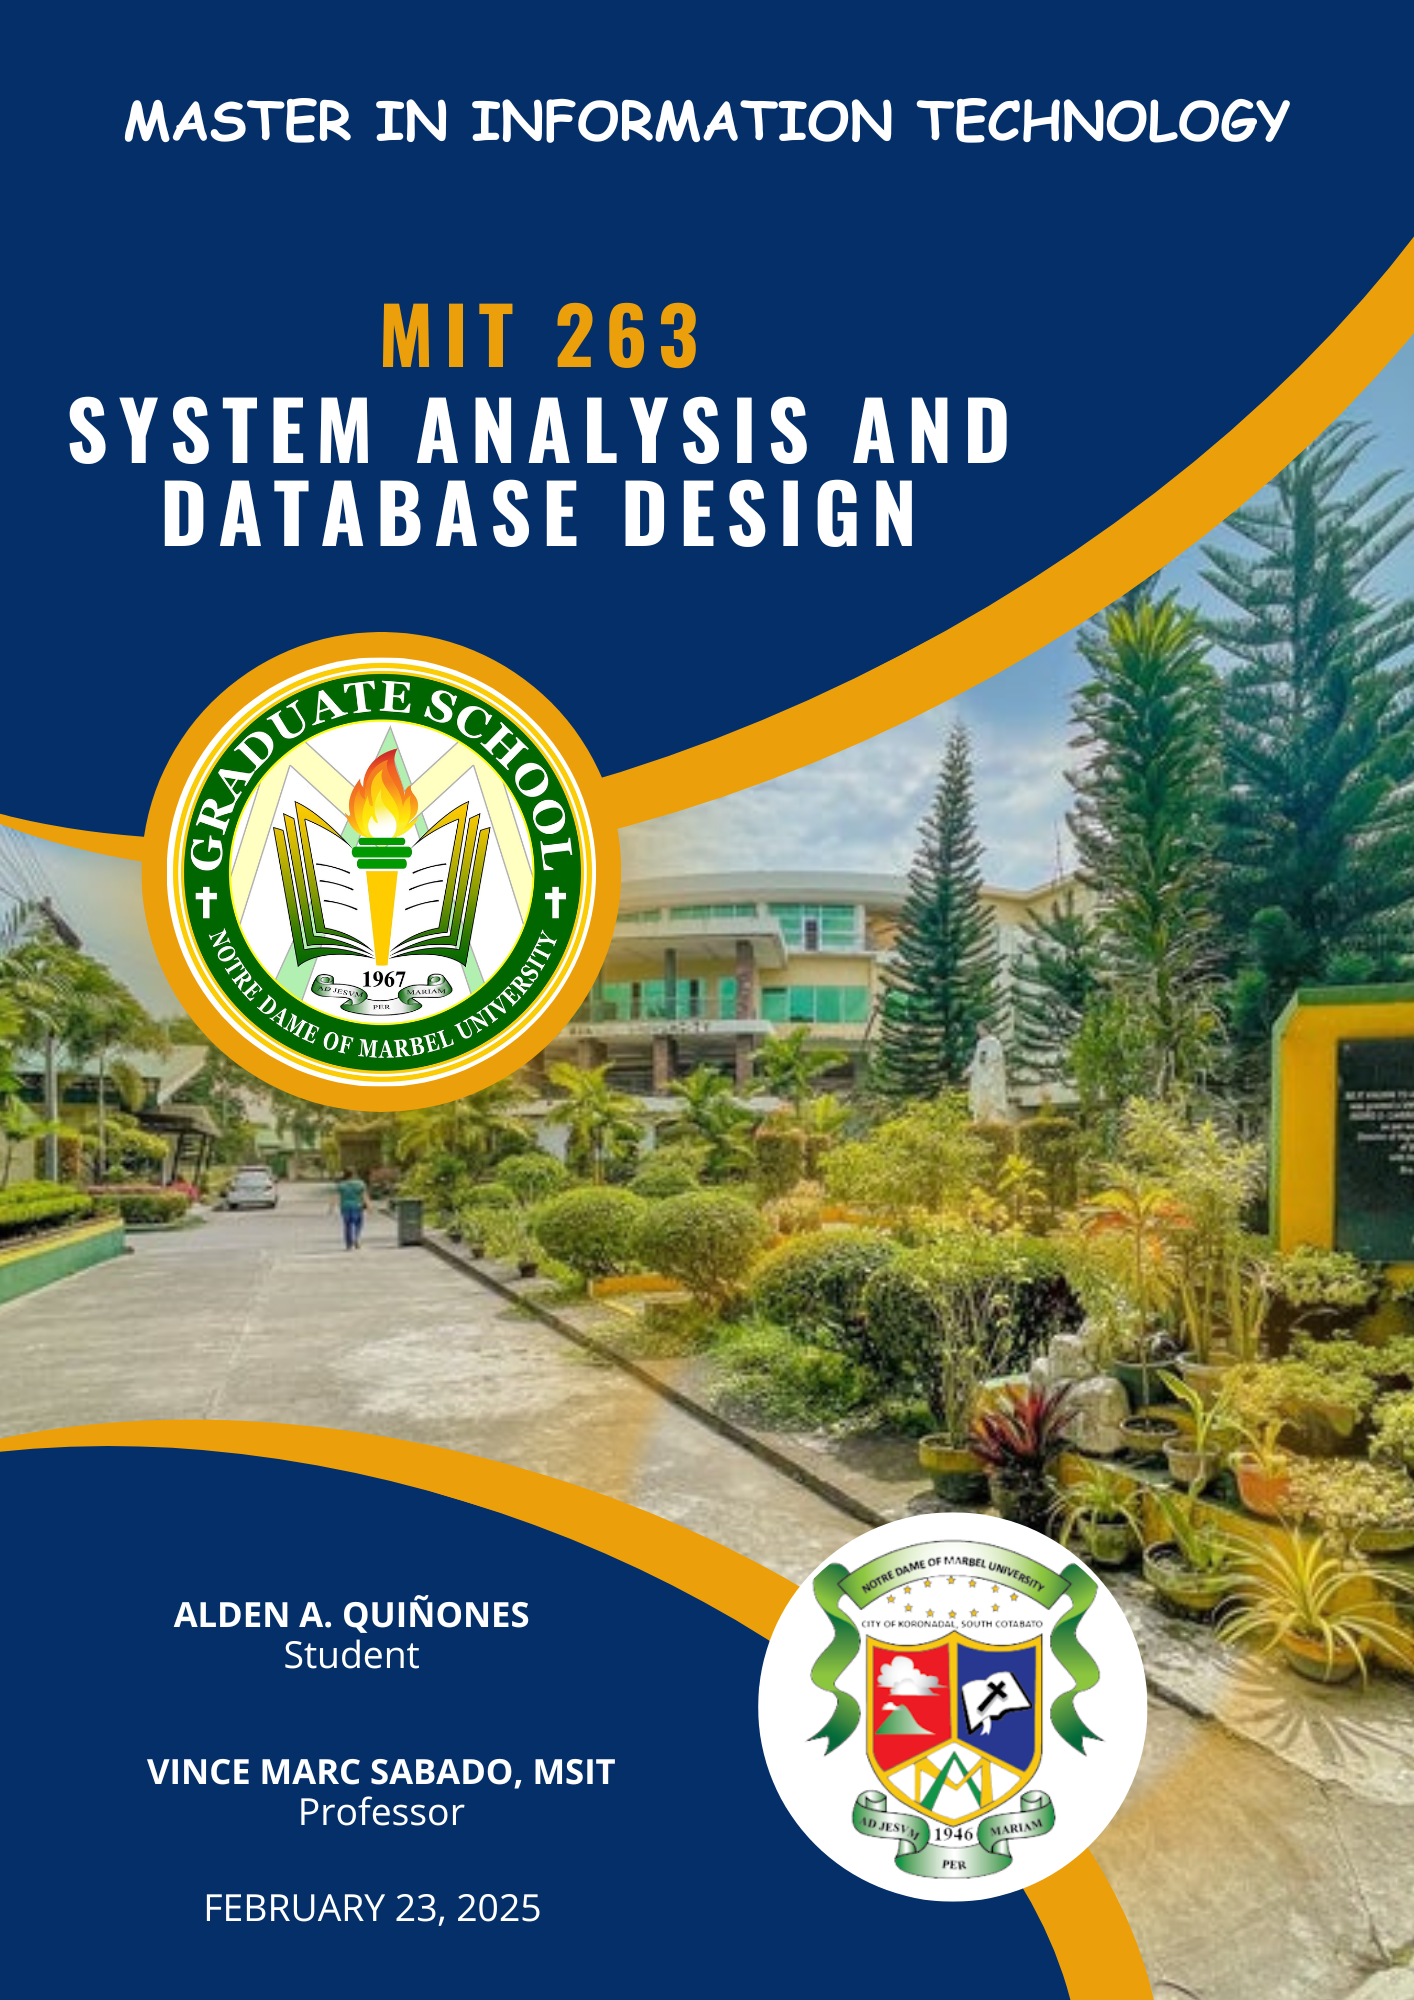 MASTER IN INFORMATION TECHNOLOGY
MIT 263
SYSTEM ANALYSIS AND
DATABASE DESIGN
GRADUATE SCHOOL
NOTRE DAME OF MARBEL UNIVERSITY
1967
AD JESVM
PER
MARIAM
NOTRE DAME OF MARBEL UNIVERSITY
CITY OF KORONADAL, SOUTH COTABATO
AD JESVM
1946
MARIAM
PER
ALDEN A. QUIÑONES
Student
VINCE MARC SABADO, MSIT
Professor
FEBRUARY 23, 2025